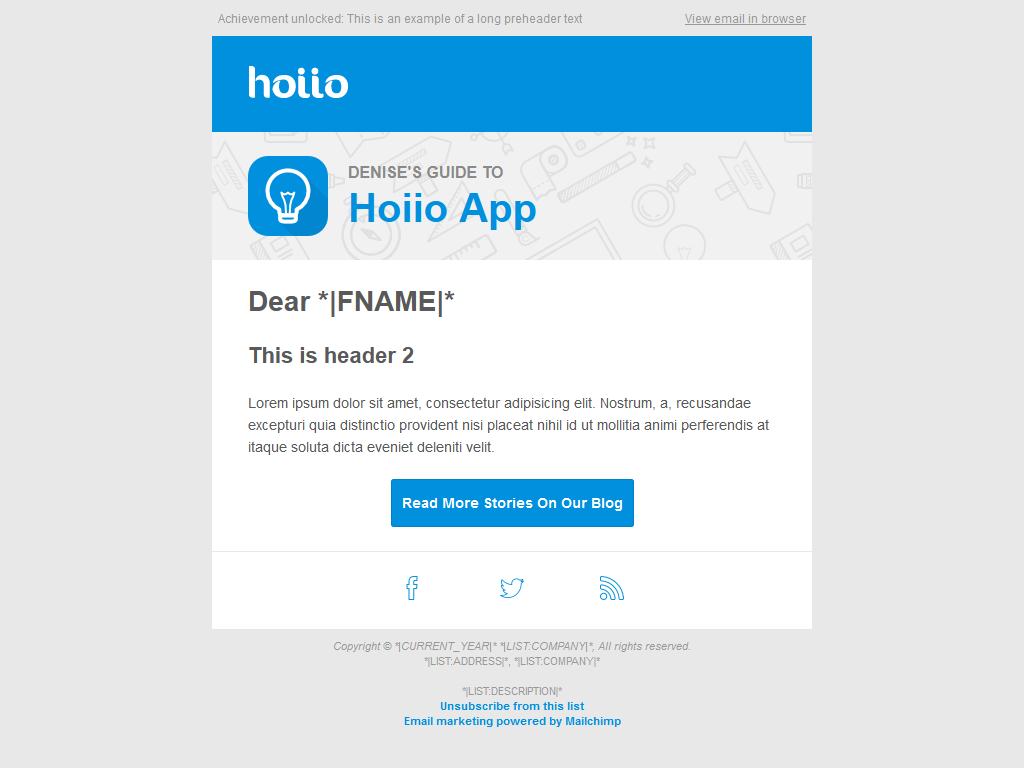 Achievement unlocked: This is an example of a long preheader text
View email in browser
hoiio
DENISE'S GUIDE TO
Hoiio App
Dear *|FNAME|*
This is header 2
Lorem ipsum dolor sit amet, consectetur adipisicing elit. Nostrum, a, recusandae
excepturi quia distinctio provident nisi placeat nihil id ut mollitia animi perferendis at
itaque soluta dicta eveniet deleniti velit.
Read More Stories On Our Blog
Copyright © *|CURRENT_YEAR|* *|LIST:COMPANY|*, All rights reserved.
*|LIST:ADDRESS|*, *|LIST:COMPANY|*
*|LIST:DESCRIPTION|*
Unsubscribe from this list
Email marketing powered by Mailchimp